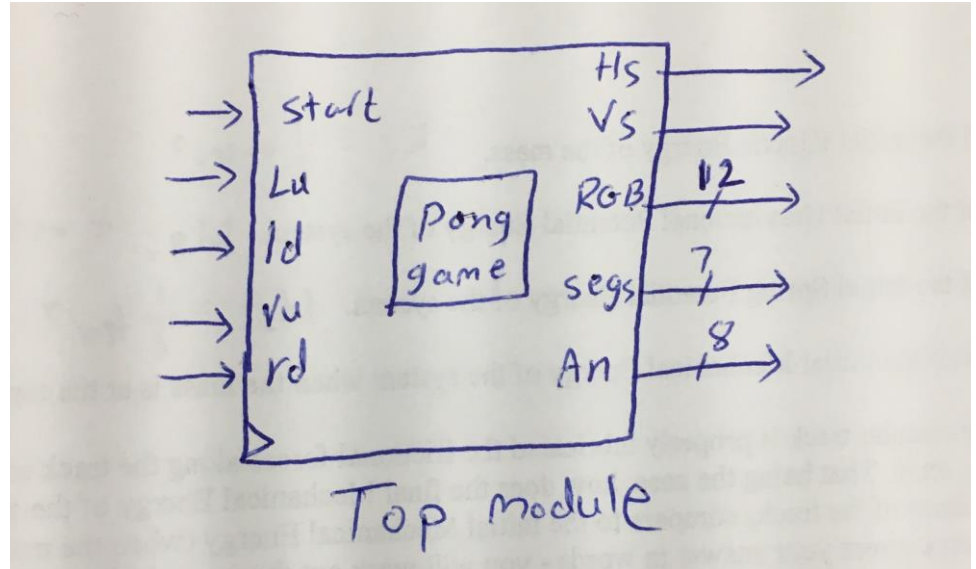 start
Lu
ld
ru
rd
Pong
game
Hs
Vs
RGB 12
segs 7
An 8
Top module